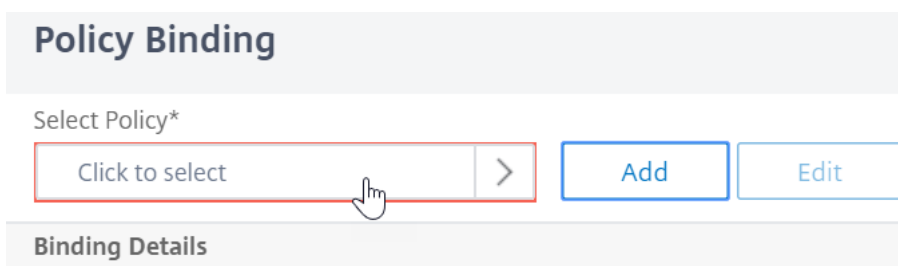 Policy Binding
Select Policy*
Click to select
Add
Edit
Binding Details